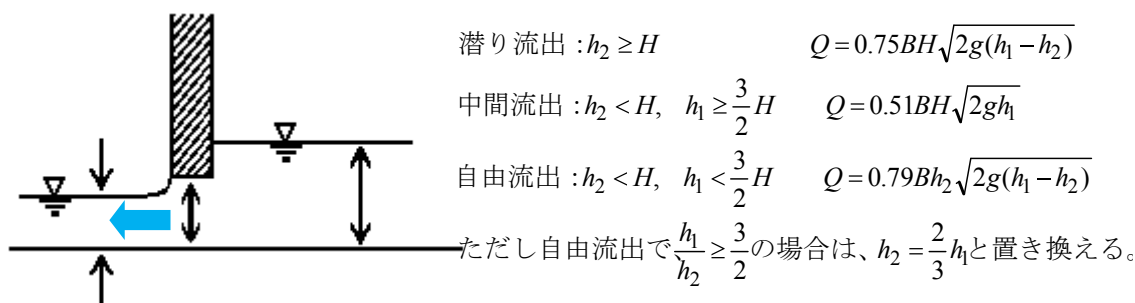 潜り流出 : h₂ ≥ H Q = 0.75BH√(2g(h₁ − h₂))
中間流出 : h₂ < H, h₁ ≥ 3/2 H Q = 0.51BH√(2gh₁)
自由流出 : h₂ < H, h₁ < 3/2 H Q = 0.79Bh₂√(2g(h₁ − h₂))
ただし自由流出で、h₁/h₂ ≥ 3/2 の場合は、h₂ = 2/3 h₁と置き換える。